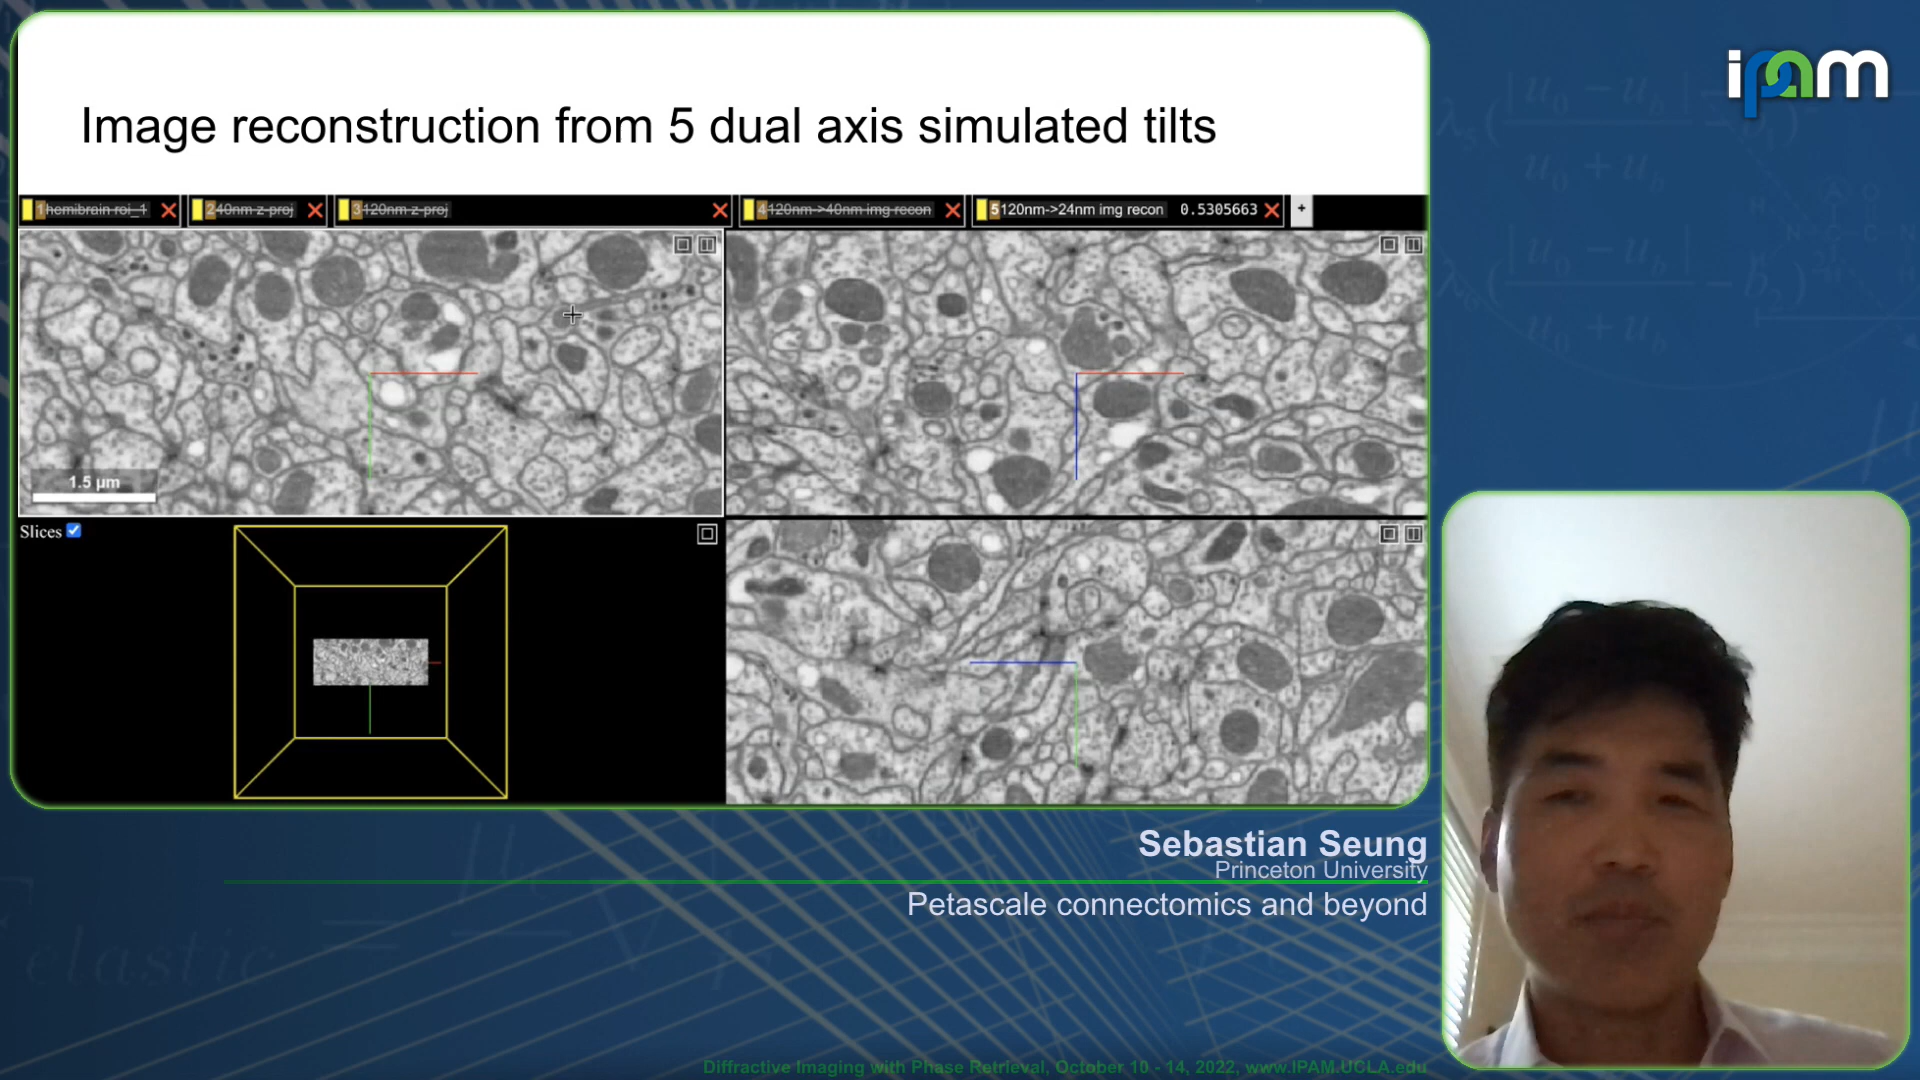 ipam
Image reconstruction from 5 dual axis simulated tilts
1 hemibrain roi_1
2 40nm z-proj
3 120nm z-proj
4 120nm->40nm img recon
5 120nm->24nm img recon 0.5305663
+
1.5 µm
Slices
Sebastian Seung
Princeton University
Petascale connectomics and beyond
Diffractive Imaging with Phase Retrieval, October 10 - 14, 2022, www.IPAM.UCLA.edu